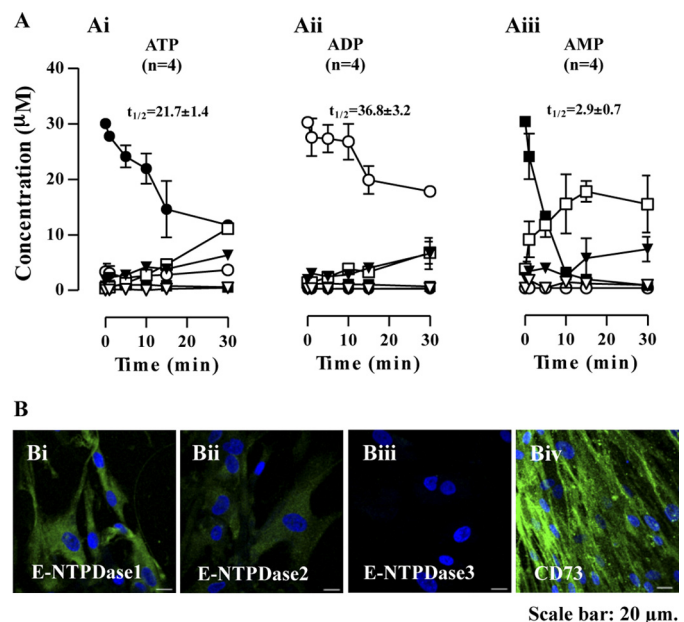 A
Ai
Aii
Aiii
ATP
(n=4)
ADP
(n=4)
AMP
(n=4)
t1/2=21.7±1.4
t1/2=36.8±3.2
t1/2=2.9±0.7
Concentration (μM)
40
30
20
10
0
0 10 20 30
0 10 20 30
0 10 20 30
Time (min)
Time (min)
Time (min)
B
Bi
Bii
Biii
Biv
E-NTPDase1
E-NTPDase2
E-NTPDase3
CD73
Scale bar: 20 μm.